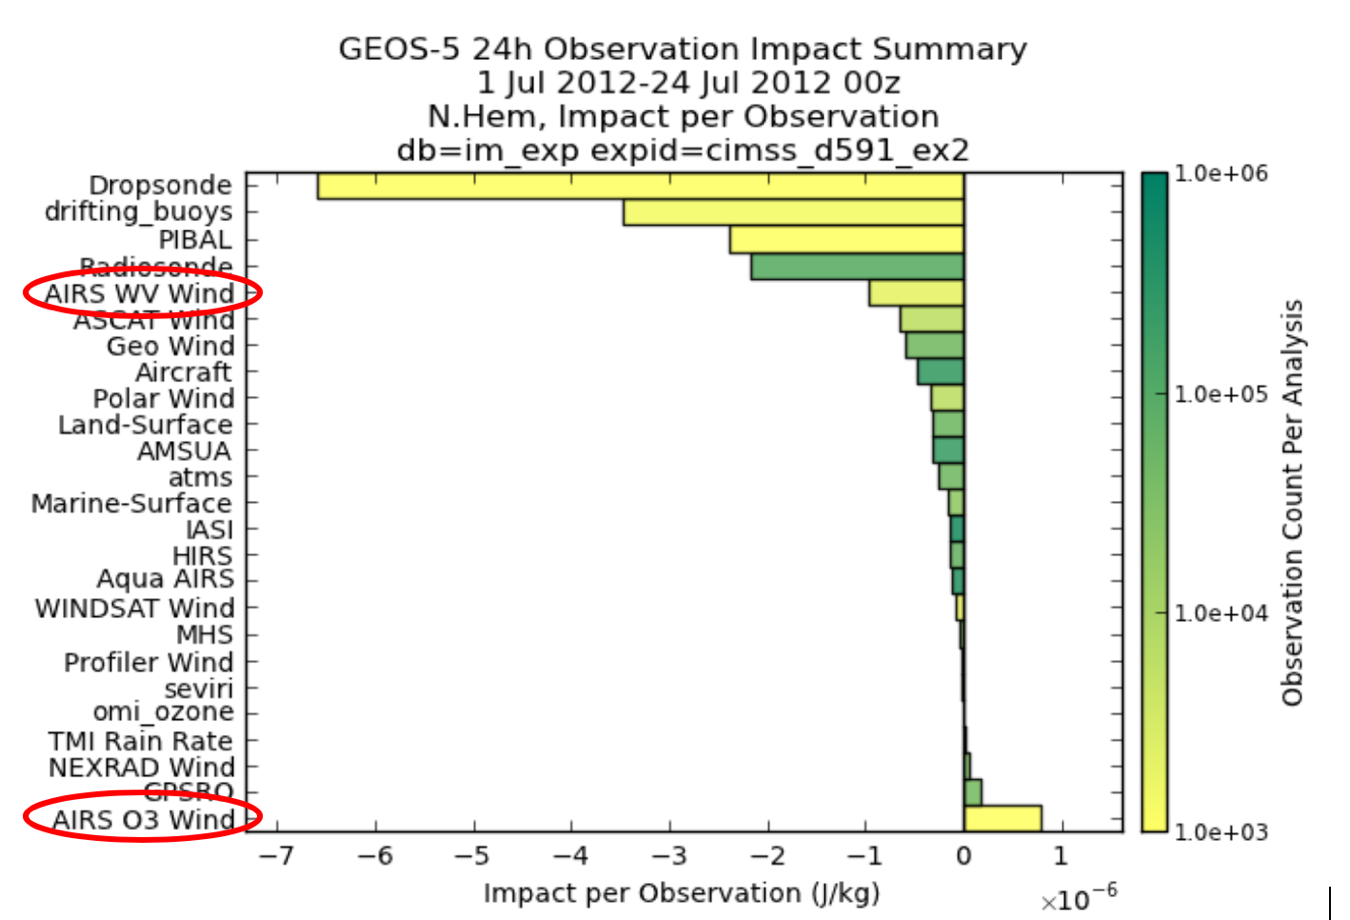 GEOS-5 24h Observation Impact Summary
1 Jul 2012-24 Jul 2012 00z
N.Hem, Impact per Observation
db=im_exp expid=cimss_d591_ex2
Dropsonde
drifting_buoys
PIBAL
Radiosonde
AIRS WV Wind
ASCAT Wind
Geo Wind
Aircraft
Polar Wind
Land-Surface
AMSUA
atms
Marine-Surface
IASI
HIRS
Aqua AIRS
WINDSAT Wind
MHS
Profiler Wind
seviri
omi_ozone
TMI Rain Rate
NEXRAD Wind
GPSRO
AIRS O3 Wind
−7 −6 −5 −4 −3 −2 −1 0 1
Impact per Observation (J/kg)
×10⁻⁶
1.0e+06
1.0e+05
1.0e+04
1.0e+03
Observation Count Per Analysis